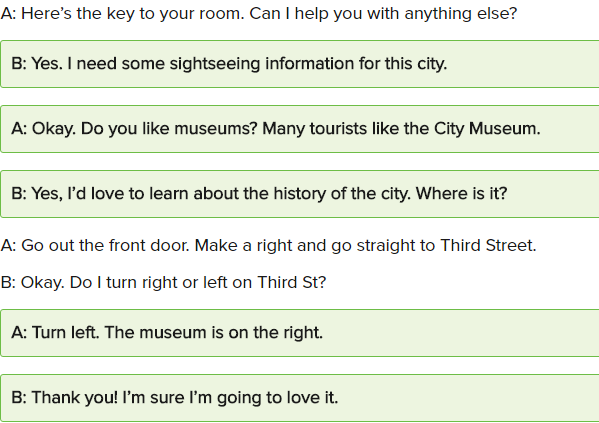 A: Here’s the key to your room. Can I help you with anything else?
B: Yes. I need some sightseeing information for this city.
A: Okay. Do you like museums? Many tourists like the City Museum.
B: Yes, I’d love to learn about the history of the city. Where is it?
A: Go out the front door. Make a right and go straight to Third Street.
B: Okay. Do I turn right or left on Third St?
A: Turn left. The museum is on the right.
B: Thank you! I’m sure I’m going to love it.